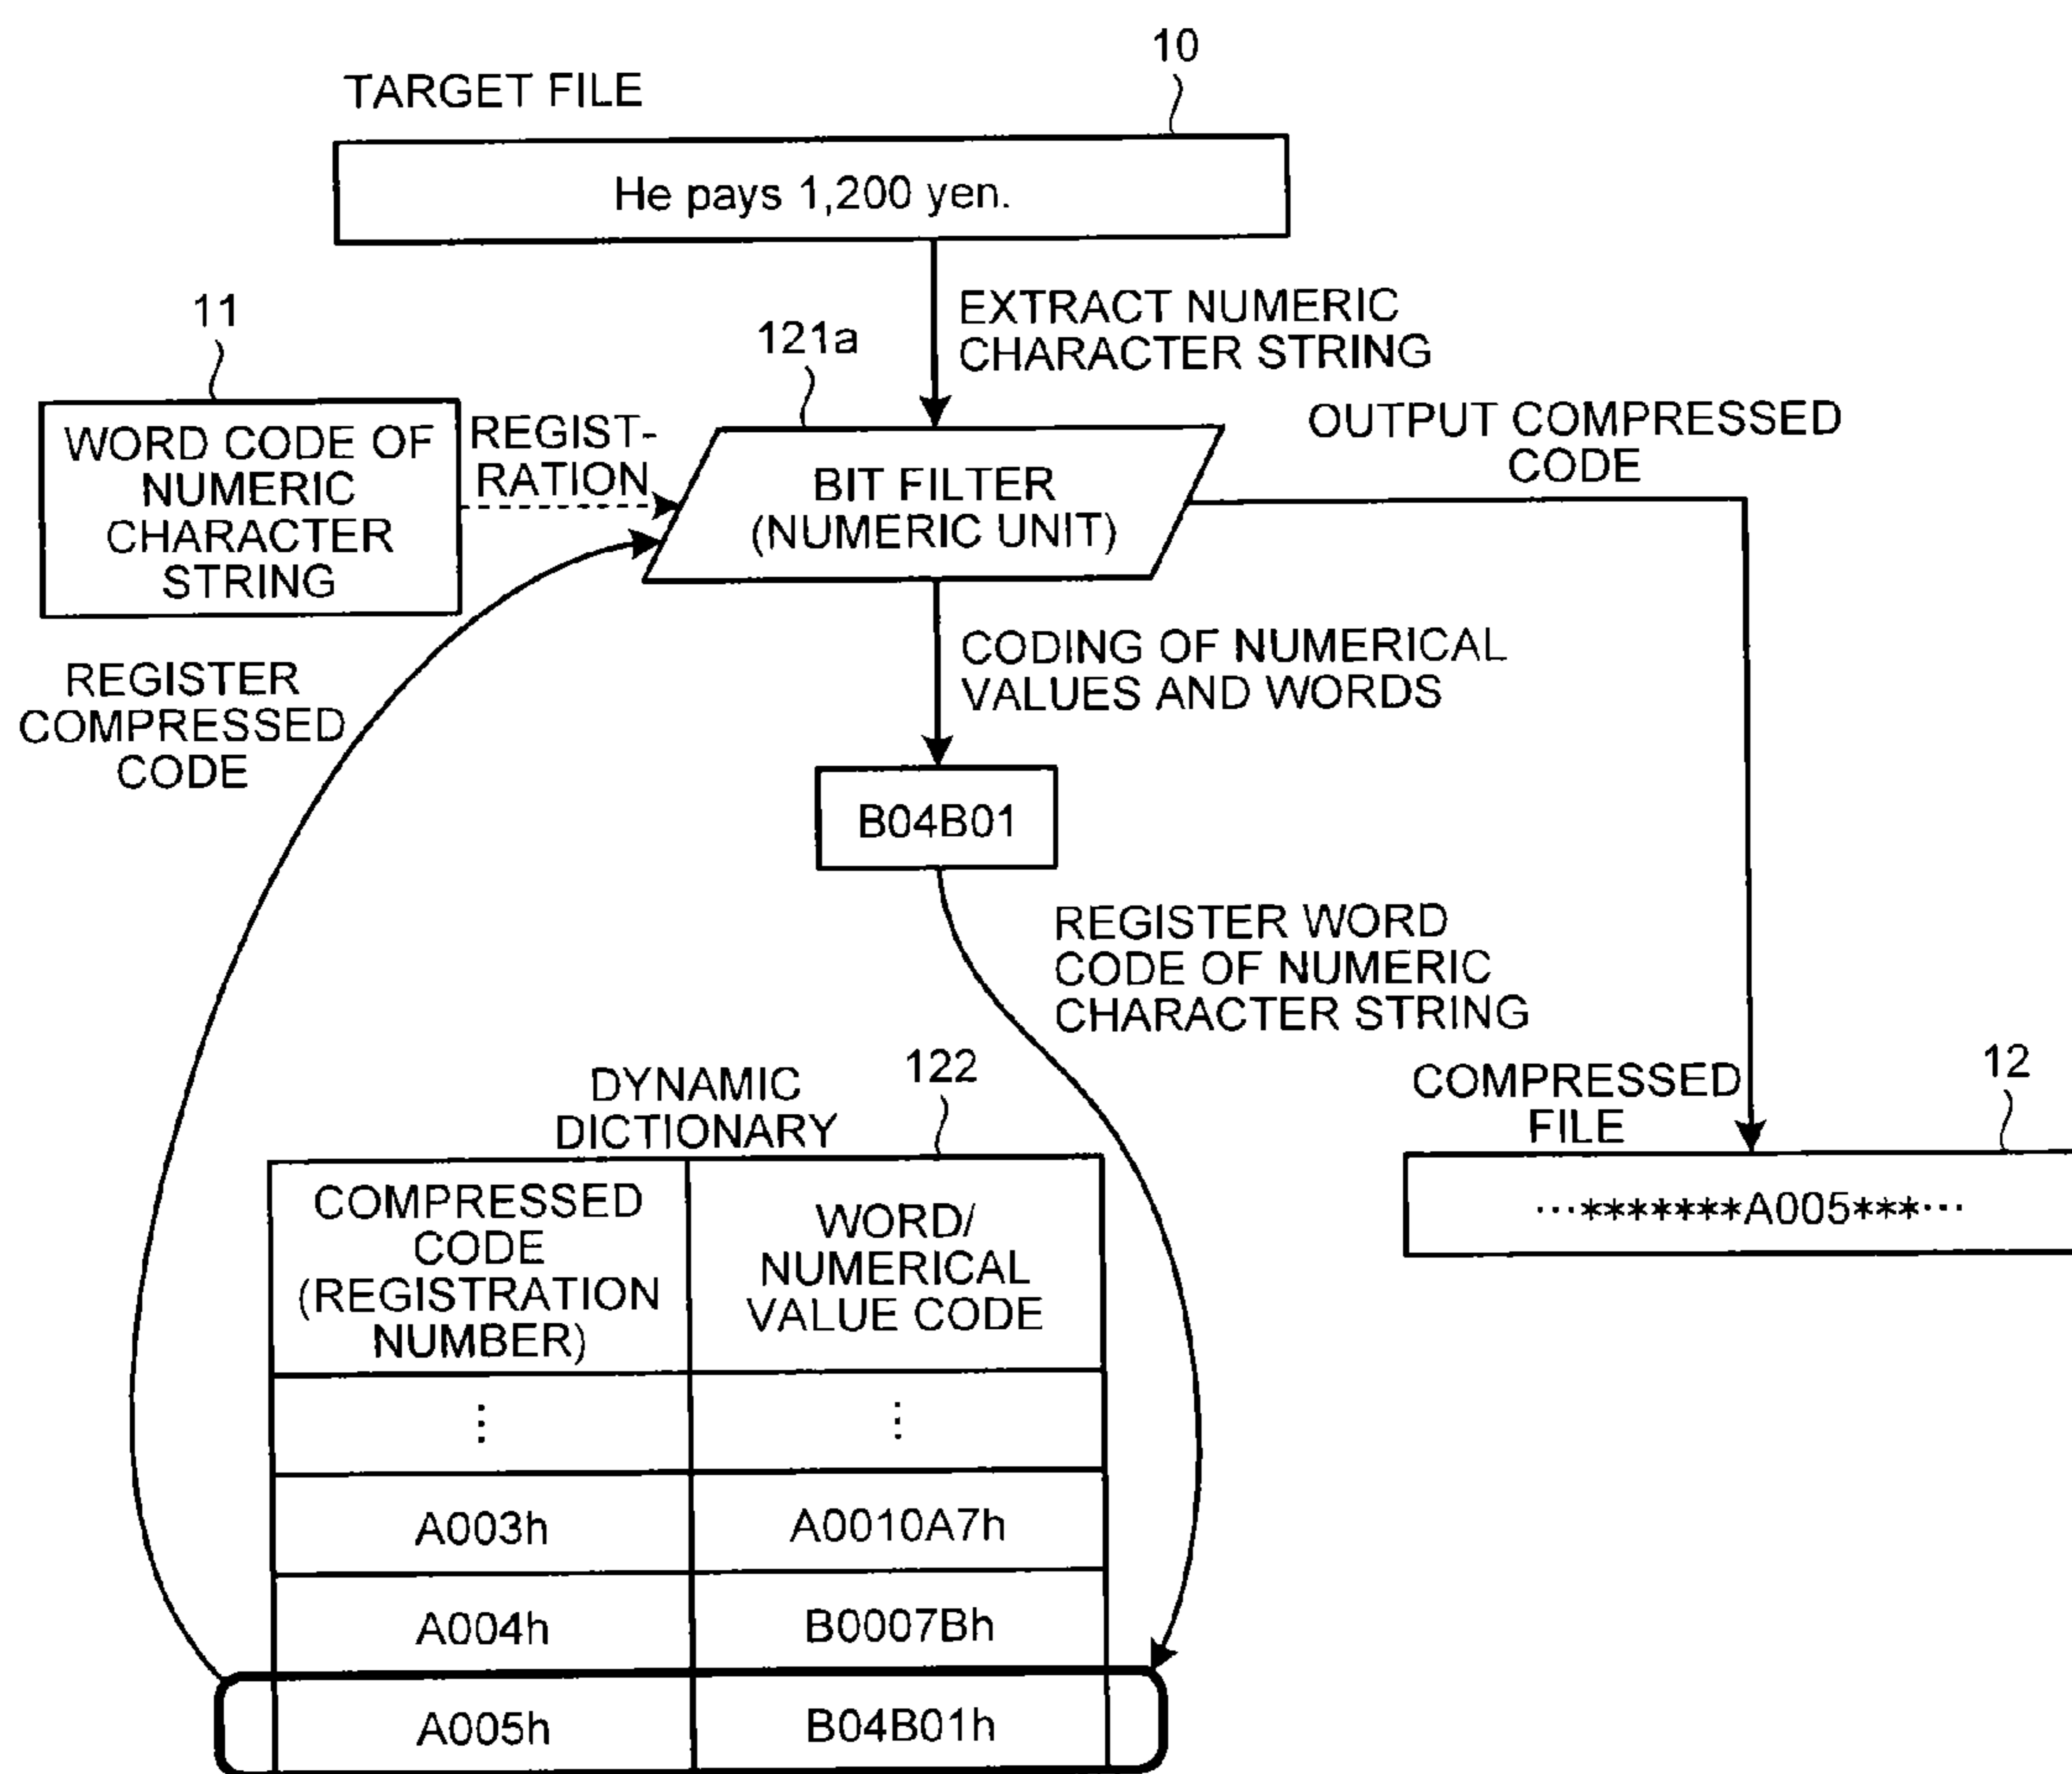 10
TARGET FILE
He pays 1,200 yen.
11
121a
EXTRACT NUMERIC
CHARACTER STRING
WORD CODE OF
NUMERIC
CHARACTER
STRING
REGIST-
RATION
BIT FILTER
(NUMERIC UNIT)
OUTPUT COMPRESSED
CODE
REGISTER
COMPRESSED
CODE
CODING OF NUMERICAL
VALUES AND WORDS
B04B01
REGISTER WORD
CODE OF NUMERIC
CHARACTER STRING
DYNAMIC
DICTIONARY
122
COMPRESSED
FILE
12
···*******A005***···
COMPRESSED
CODE
(REGISTRATION
NUMBER)
WORD/
NUMERICAL
VALUE CODE
⋮ ⋮
A003h A0010A7h
A004h B0007Bh
A005h B04B01h